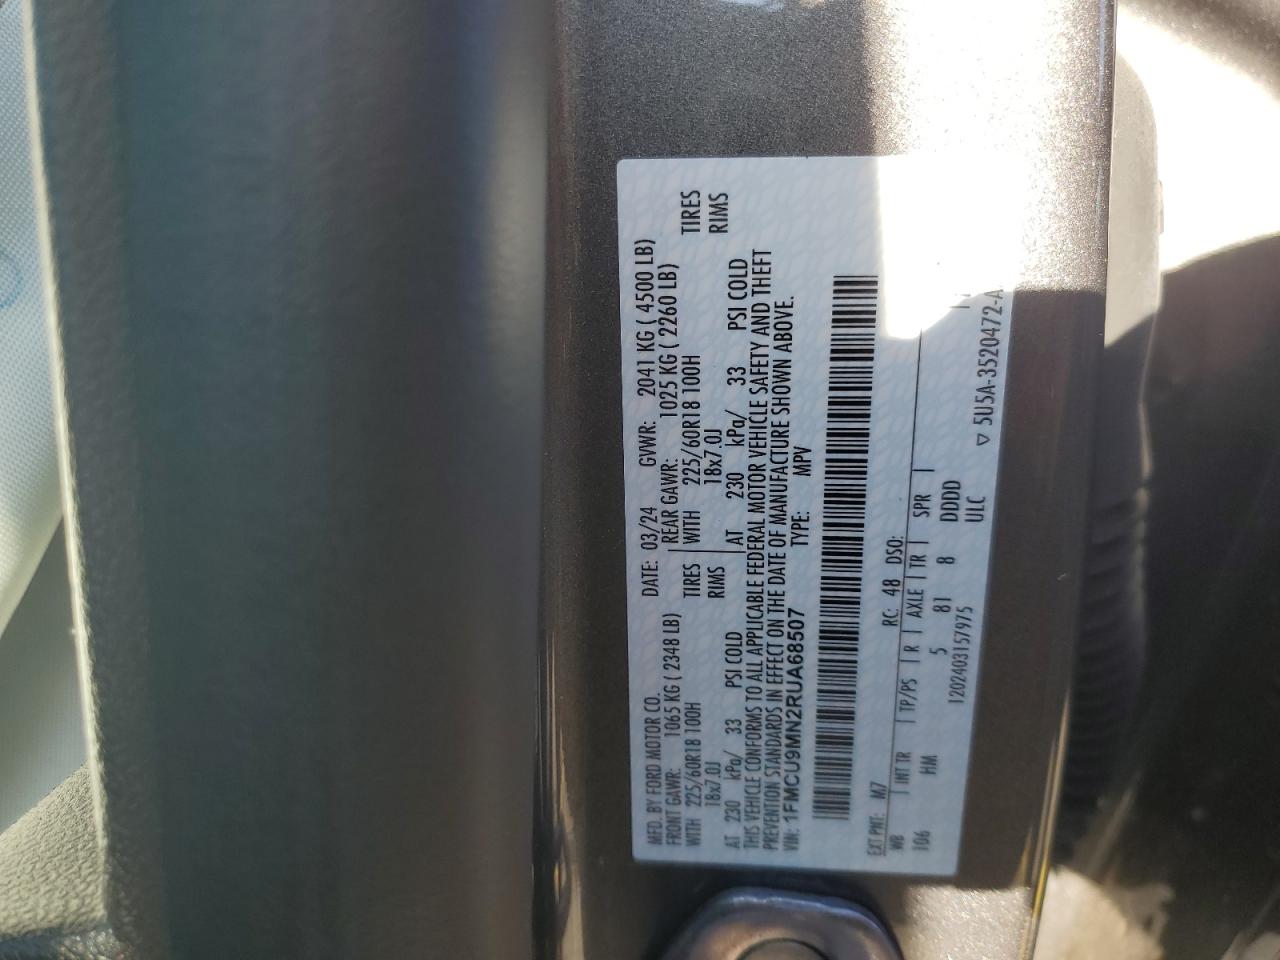 MFD. BY FORD MOTOR CO. DATE: 03/24 GVWR: 2041 KG ( 4500 LB)
FRONT GAWR: 1065 KG ( 2348 LB) REAR GAWR: 1025 KG ( 2260 LB)
WITH 225/60R18 100H TIRES WITH 225/60R18 100H TIRES
18x7.0J RIMS 18x7.0J RIMS
AT 230 kPa/ 33 PSI COLD AT 230 kPa/ 33 PSI COLD
THIS VEHICLE CONFORMS TO ALL APPLICABLE FEDERAL MOTOR VEHICLE SAFETY AND THEFT
PREVENTION STANDARDS IN EFFECT ON THE DATE OF MANUFACTURE SHOWN ABOVE.
VIN: 1FMCU9MN2RUA68507 TYPE: MPV
EXT PNT: M7 RC: 48 DSO:
WB INT TR TP/PS R AXLE TR SPR
106 HM 5 81 8 DDDD
ULC
1202403157975 ▽ 5U5A-3520472-A